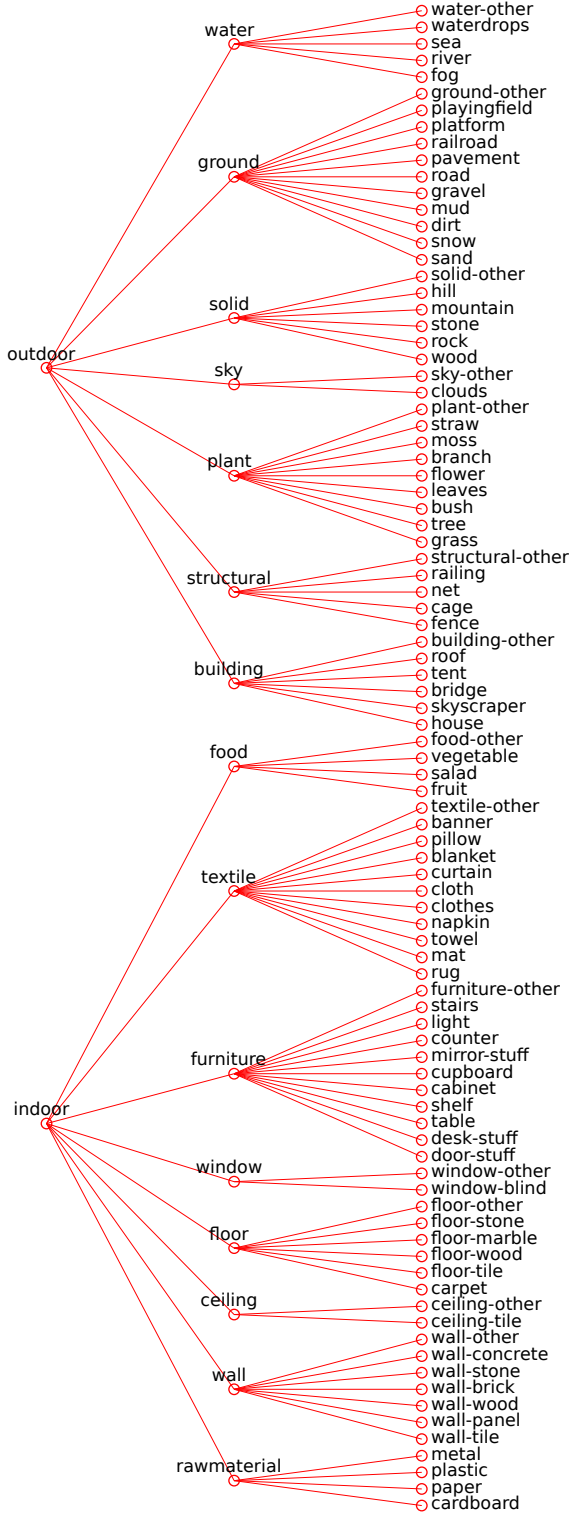 outdoor
water
water-other
waterdrops
sea
river
fog
ground
ground-other
playingfield
platform
railroad
pavement
road
gravel
mud
dirt
snow
sand
solid
solid-other
hill
mountain
stone
rock
wood
sky
sky-other
clouds
plant
plant-other
straw
moss
branch
flower
leaves
bush
tree
grass
structural
structural-other
railing
net
cage
fence
building
building-other
roof
tent
bridge
skyscraper
house
indoor
food
food-other
vegetable
salad
fruit
textile
textile-other
banner
pillow
blanket
curtain
cloth
clothes
napkin
towel
mat
rug
furniture
furniture-other
stairs
light
counter
mirror-stuff
cupboard
cabinet
shelf
table
desk-stuff
door-stuff
window
window-other
window-blind
floor
floor-other
floor-stone
floor-marble
floor-wood
floor-tile
carpet
ceiling
ceiling-other
ceiling-tile
wall
wall-other
wall-concrete
wall-stone
wall-brick
wall-wood
wall-panel
wall-tile
rawmaterial
metal
plastic
paper
cardboard